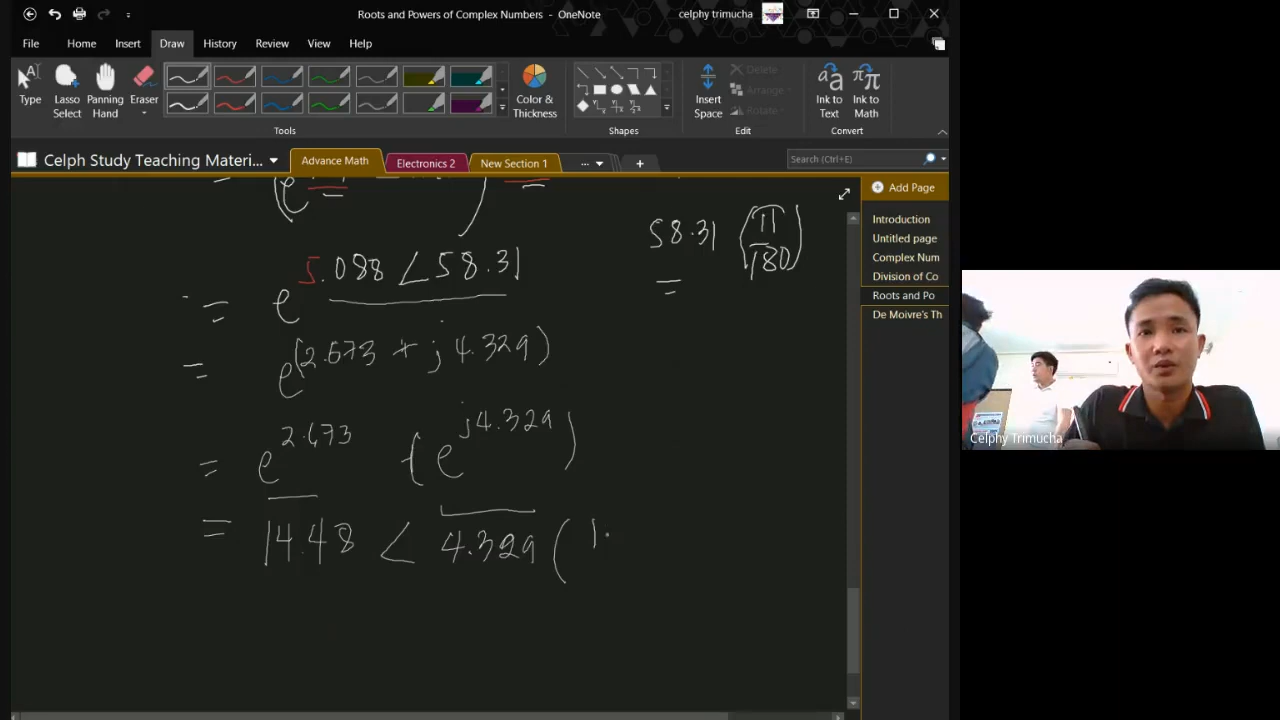 Roots and Powers of Complex Numbers - OneNote
celphy trimucha
File Home Insert Draw History Review View Help
Type
Lasso Select
Panning Hand
Eraser
Color & Thickness
Insert Space
Delete
Arrange
Rotate
Ink to Text
Ink to Math
Tools
Shapes
Edit
Convert
Celph Study Teaching Materi...
Advance Math
Electronics 2
New Section 1
...
Search (Ctrl+E)
Add Page
Introduction
Untitled page
Complex Num
Division of Co
Roots and Po
De Moivre's Th
= e^5.088 ∠58.31
58.31 (π/180)
=
= e^(2.673 + j4.329)
= e^2.673 (e^j4.329)
= 14.48 ∠ 4.329 ( 1.
Celphy Trimucha